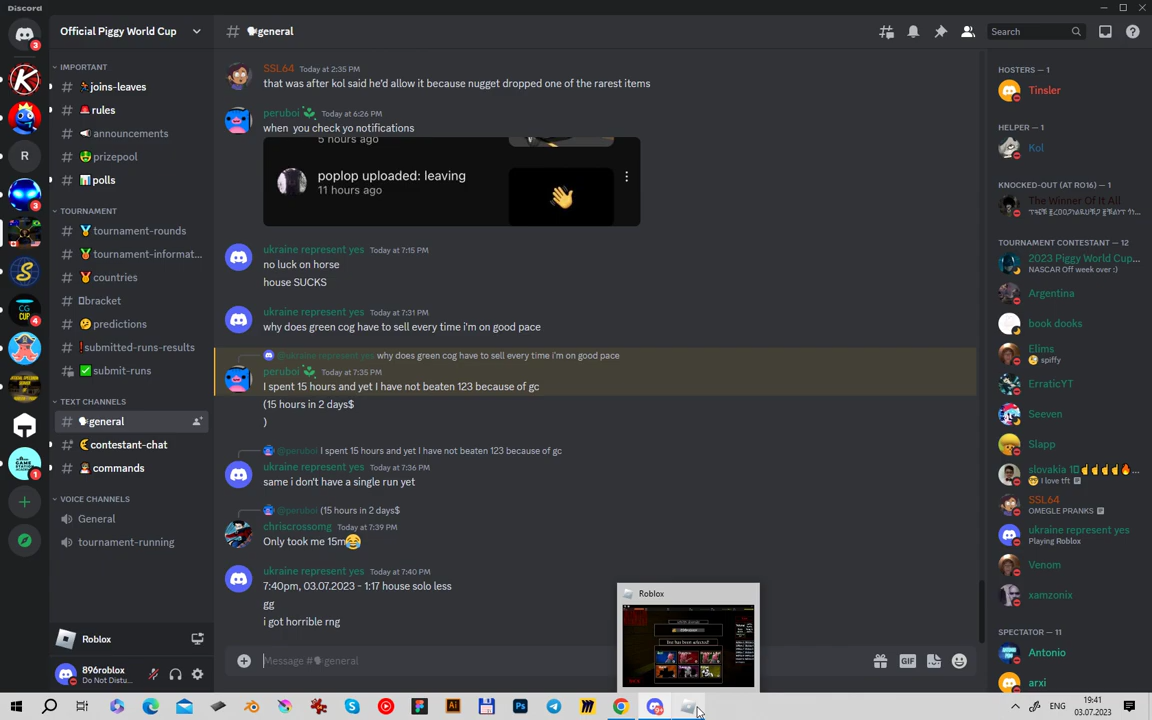 Discord
Official Piggy World Cup
# 🗣general
Search
IMPORTANT
joins-leaves
rules
announcements
prizepool
polls
TOURNAMENT
tournament-rounds
tournament-informat...
countries
bracket
predictions
submitted-runs-results
submit-runs
TEXT CHANNELS
general
contestant-chat
commands
VOICE CHANNELS
General
tournament-running
Roblox
896roblox
Do Not Distu...
SSL64 Today at 2:35 PM
that was after kol said he'd allow it because nugget dropped one of the rarest items
peruboi Today at 6:26 PM
when you check yo notifications
5 hours ago
poplop uploaded: leaving
11 hours ago
ukraine represent yes Today at 7:15 PM
no luck on horse
house SUCKS
ukraine represent yes Today at 7:31 PM
why does green cog have to sell every time i'm on good pace
@ukraine represent yes why does green cog have to sell every time i'm on good pace
peruboi Today at 7:35 PM
I spent 15 hours and yet I have not beaten 123 because of gc
(15 hours in 2 days$
)
@peruboi I spent 15 hours and yet I have not beaten 123 because of gc
ukraine represent yes Today at 7:36 PM
same i don't have a single run yet
@peruboi (15 hours in 2 days$
chriscrossomg Today at 7:39 PM
Only took me 15m😂
ukraine represent yes Today at 7:40 PM
7:40pm, 03.07.2023 - 1:17 house solo less
gg
i got horrible rng
Message #🗣general
GIF
Roblox
HOSTERS — 1
Tinsler
HELPER — 1
Kol
KNOCKED-OUT (AT RO16) — 1
The Winner Of It All
TOURNAMENT CONTESTANT — 12
2023 Piggy World Cup...
NASCAR Off week over :)
Argentina
book dooks
Elims
spiffy
ErraticYT
Seeven
Slapp
slovakia
I love tft
SSL64
OMEGLE PRANKS
ukraine represent yes
Playing Roblox
Venom
xamzonix
SPECTATOR — 11
Antonio
arxi
ENG
19:41
03.07.2023